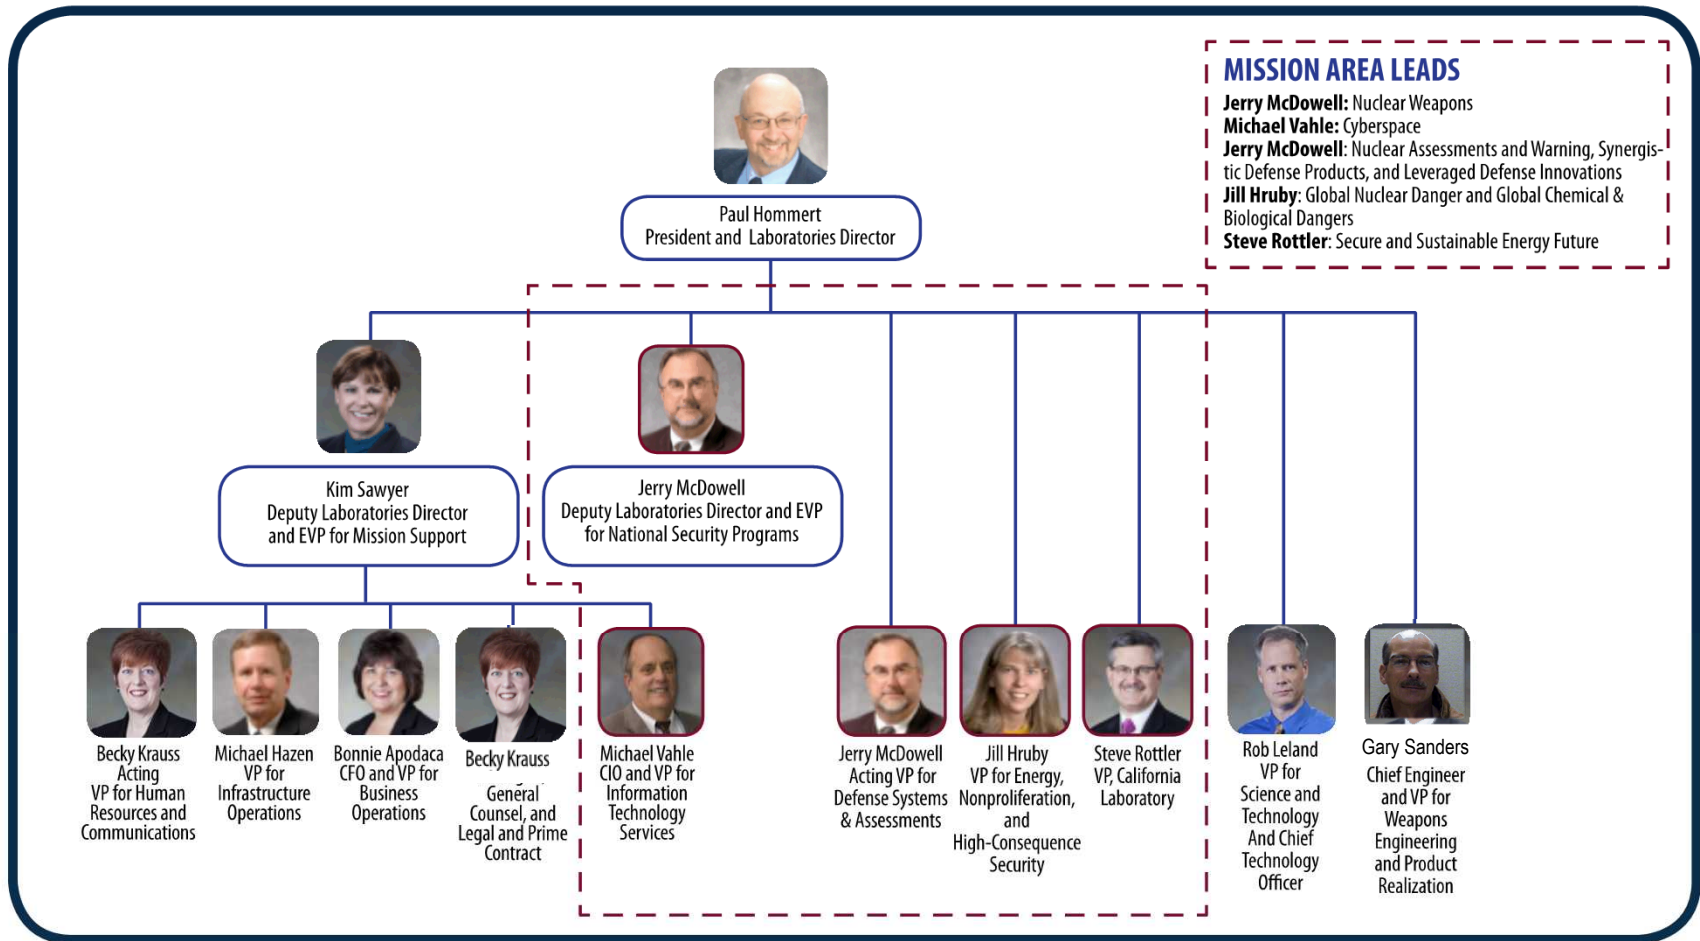 MISSION AREA LEADS
Jerry McDowell: Nuclear Weapons
Michael Vahle: Cyberspace
Jerry McDowell: Nuclear Assessments and Warning, Synergis-
tic Defense Products, and Leveraged Defense Innovations
Jill Hruby: Global Nuclear Danger and Global Chemical &
Biological Dangers
Steve Rottler: Secure and Sustainable Energy Future
Paul Hommert
President and Laboratories Director
Kim Sawyer
Deputy Laboratories Director
and EVP for Mission Support
Jerry McDowell
Deputy Laboratories Director and EVP
for National Security Programs
Becky Krauss
Acting
VP for Human
Resources and
Communications
Michael Hazen
VP for
Infrastructure
Operations
Bonnie Apodaca
CFO and VP for
Business
Operations
Becky Krauss
General
Counsel, and
Legal and Prime
Contract
Michael Vahle
CIO and VP for
Information
Technology
Services
Jerry McDowell
Acting VP for
Defense Systems
& Assessments
Jill Hruby
VP for Energy,
Nonproliferation,
and
High-Consequence
Security
Steve Rottler
VP, California
Laboratory
Rob Leland
VP for
Science and
Technology
And Chief
Technology
Officer
Gary Sanders
Chief Engineer
and VP for
Weapons
Engineering
and Product
Realization